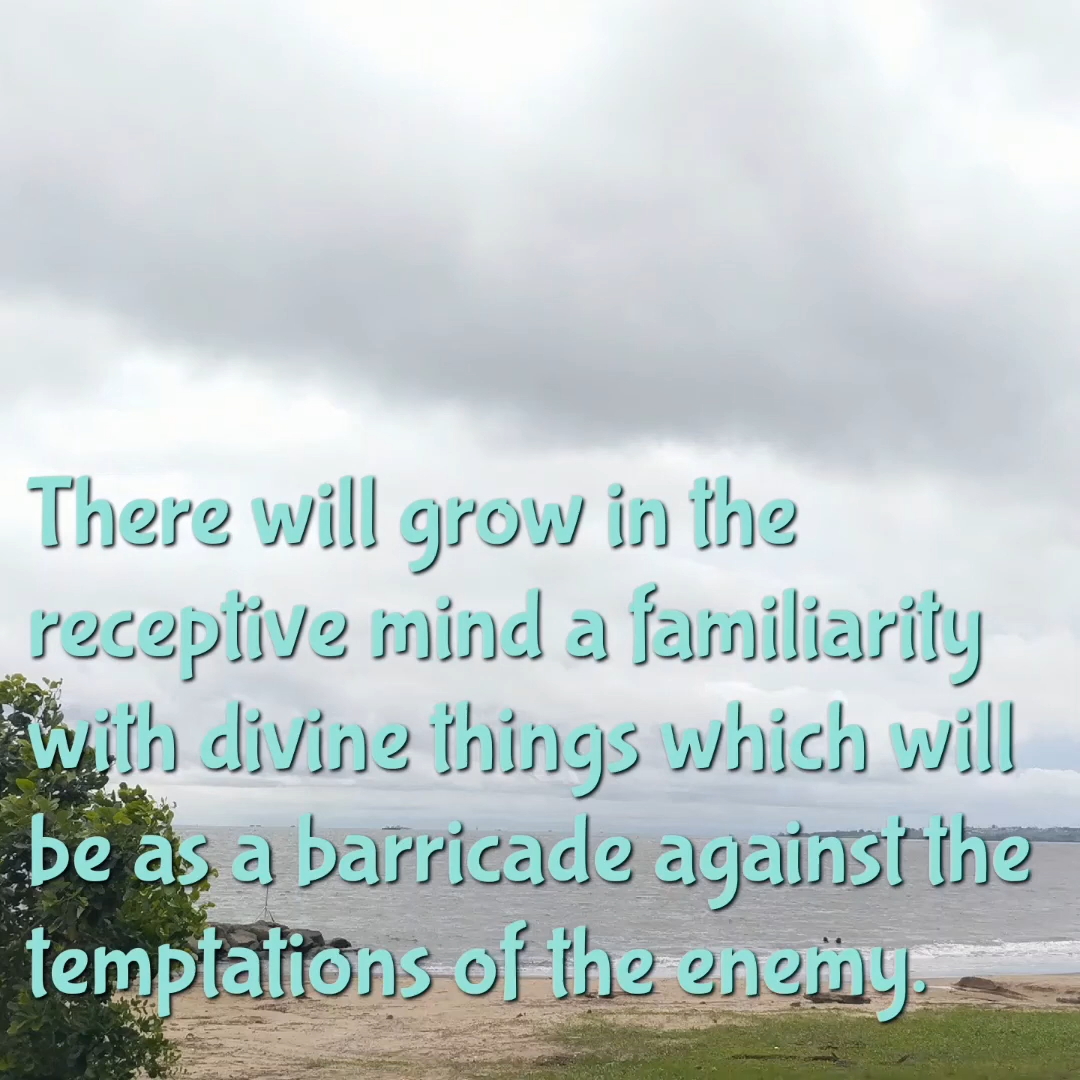 There will grow in the
receptive mind a familiarity
with divine things which will
be as a barricade against the
temptations of the enemy.